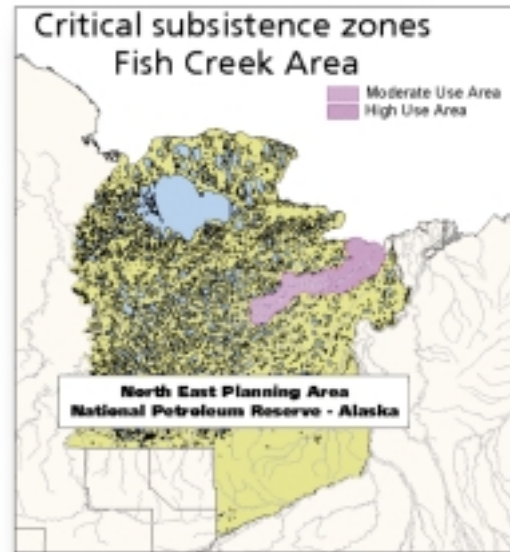 Critical subsistence zones
Fish Creek Area
Moderate Use Area
High Use Area
North East Planning Area
National Petroleum Reserve - Alaska